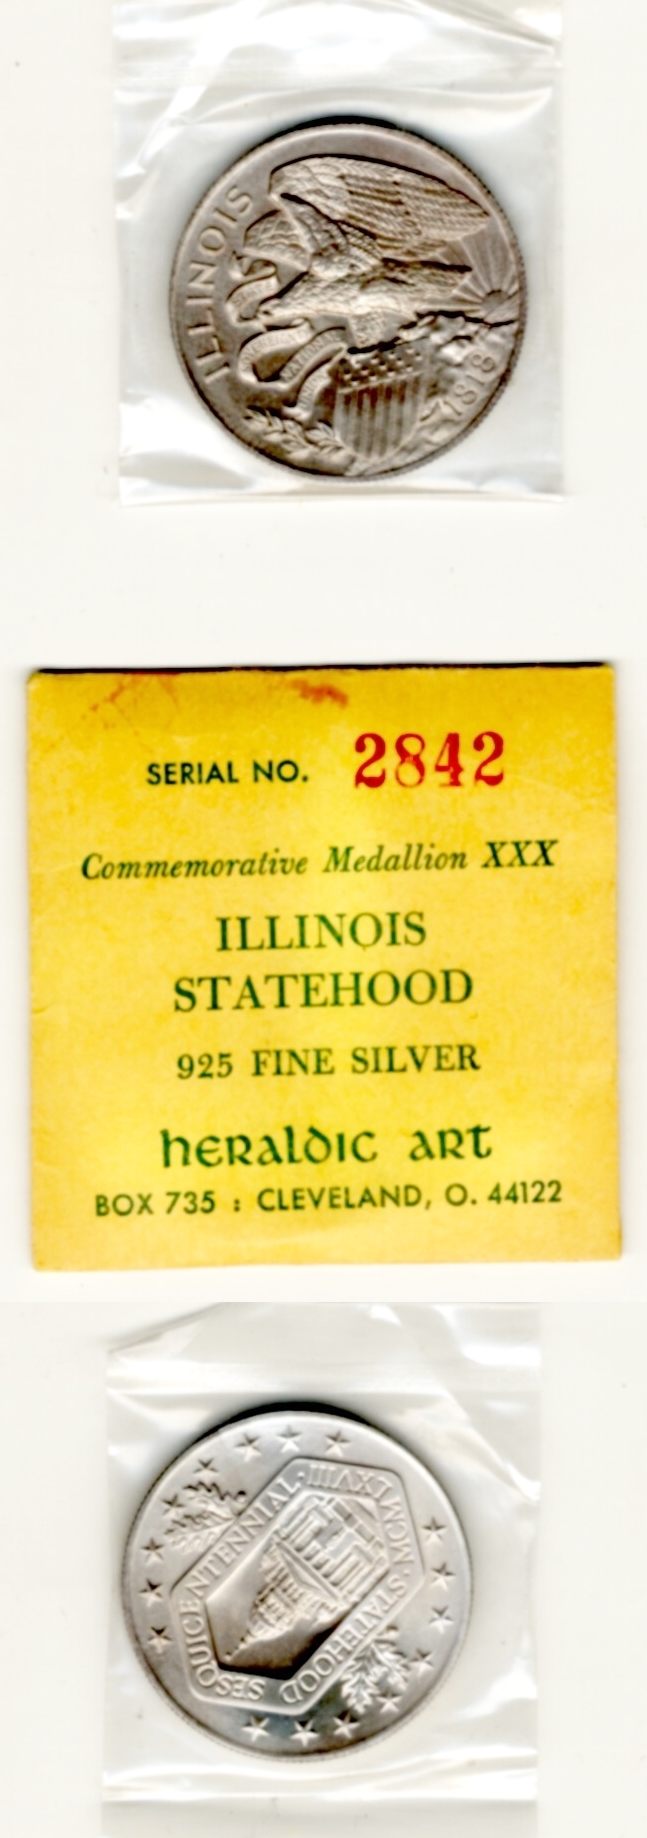 ILLINOIS
1818
SERIAL NO. 2842
Commemorative Medallion XXX
ILLINOIS
STATEHOOD
925 FINE SILVER
heraldic art
BOX 735 : CLEVELAND, O. 44122
STATEHOOD SESQUICENTENNIAL · MCMLXVIII ·